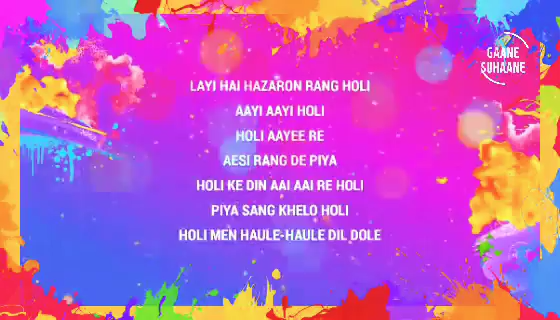 GAANE
SUHAANE
LAYI HAI HAZARON RANG HOLI
AAYI AAYI HOLI
HOLI AAYEE RE
AESI RANG DE PIYA
HOLI KE DIN AAI AAI RE HOLI
PIYA SANG KHELO HOLI
HOLI MEN HAULE-HAULE DIL DOLE